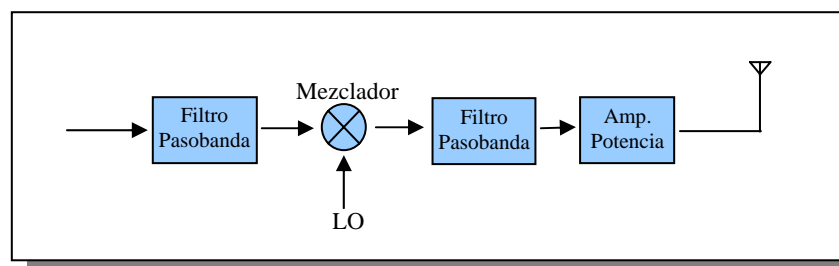 Mezclador
Filtro
Pasobanda
Filtro
Pasobanda
Amp.
Potencia
LO